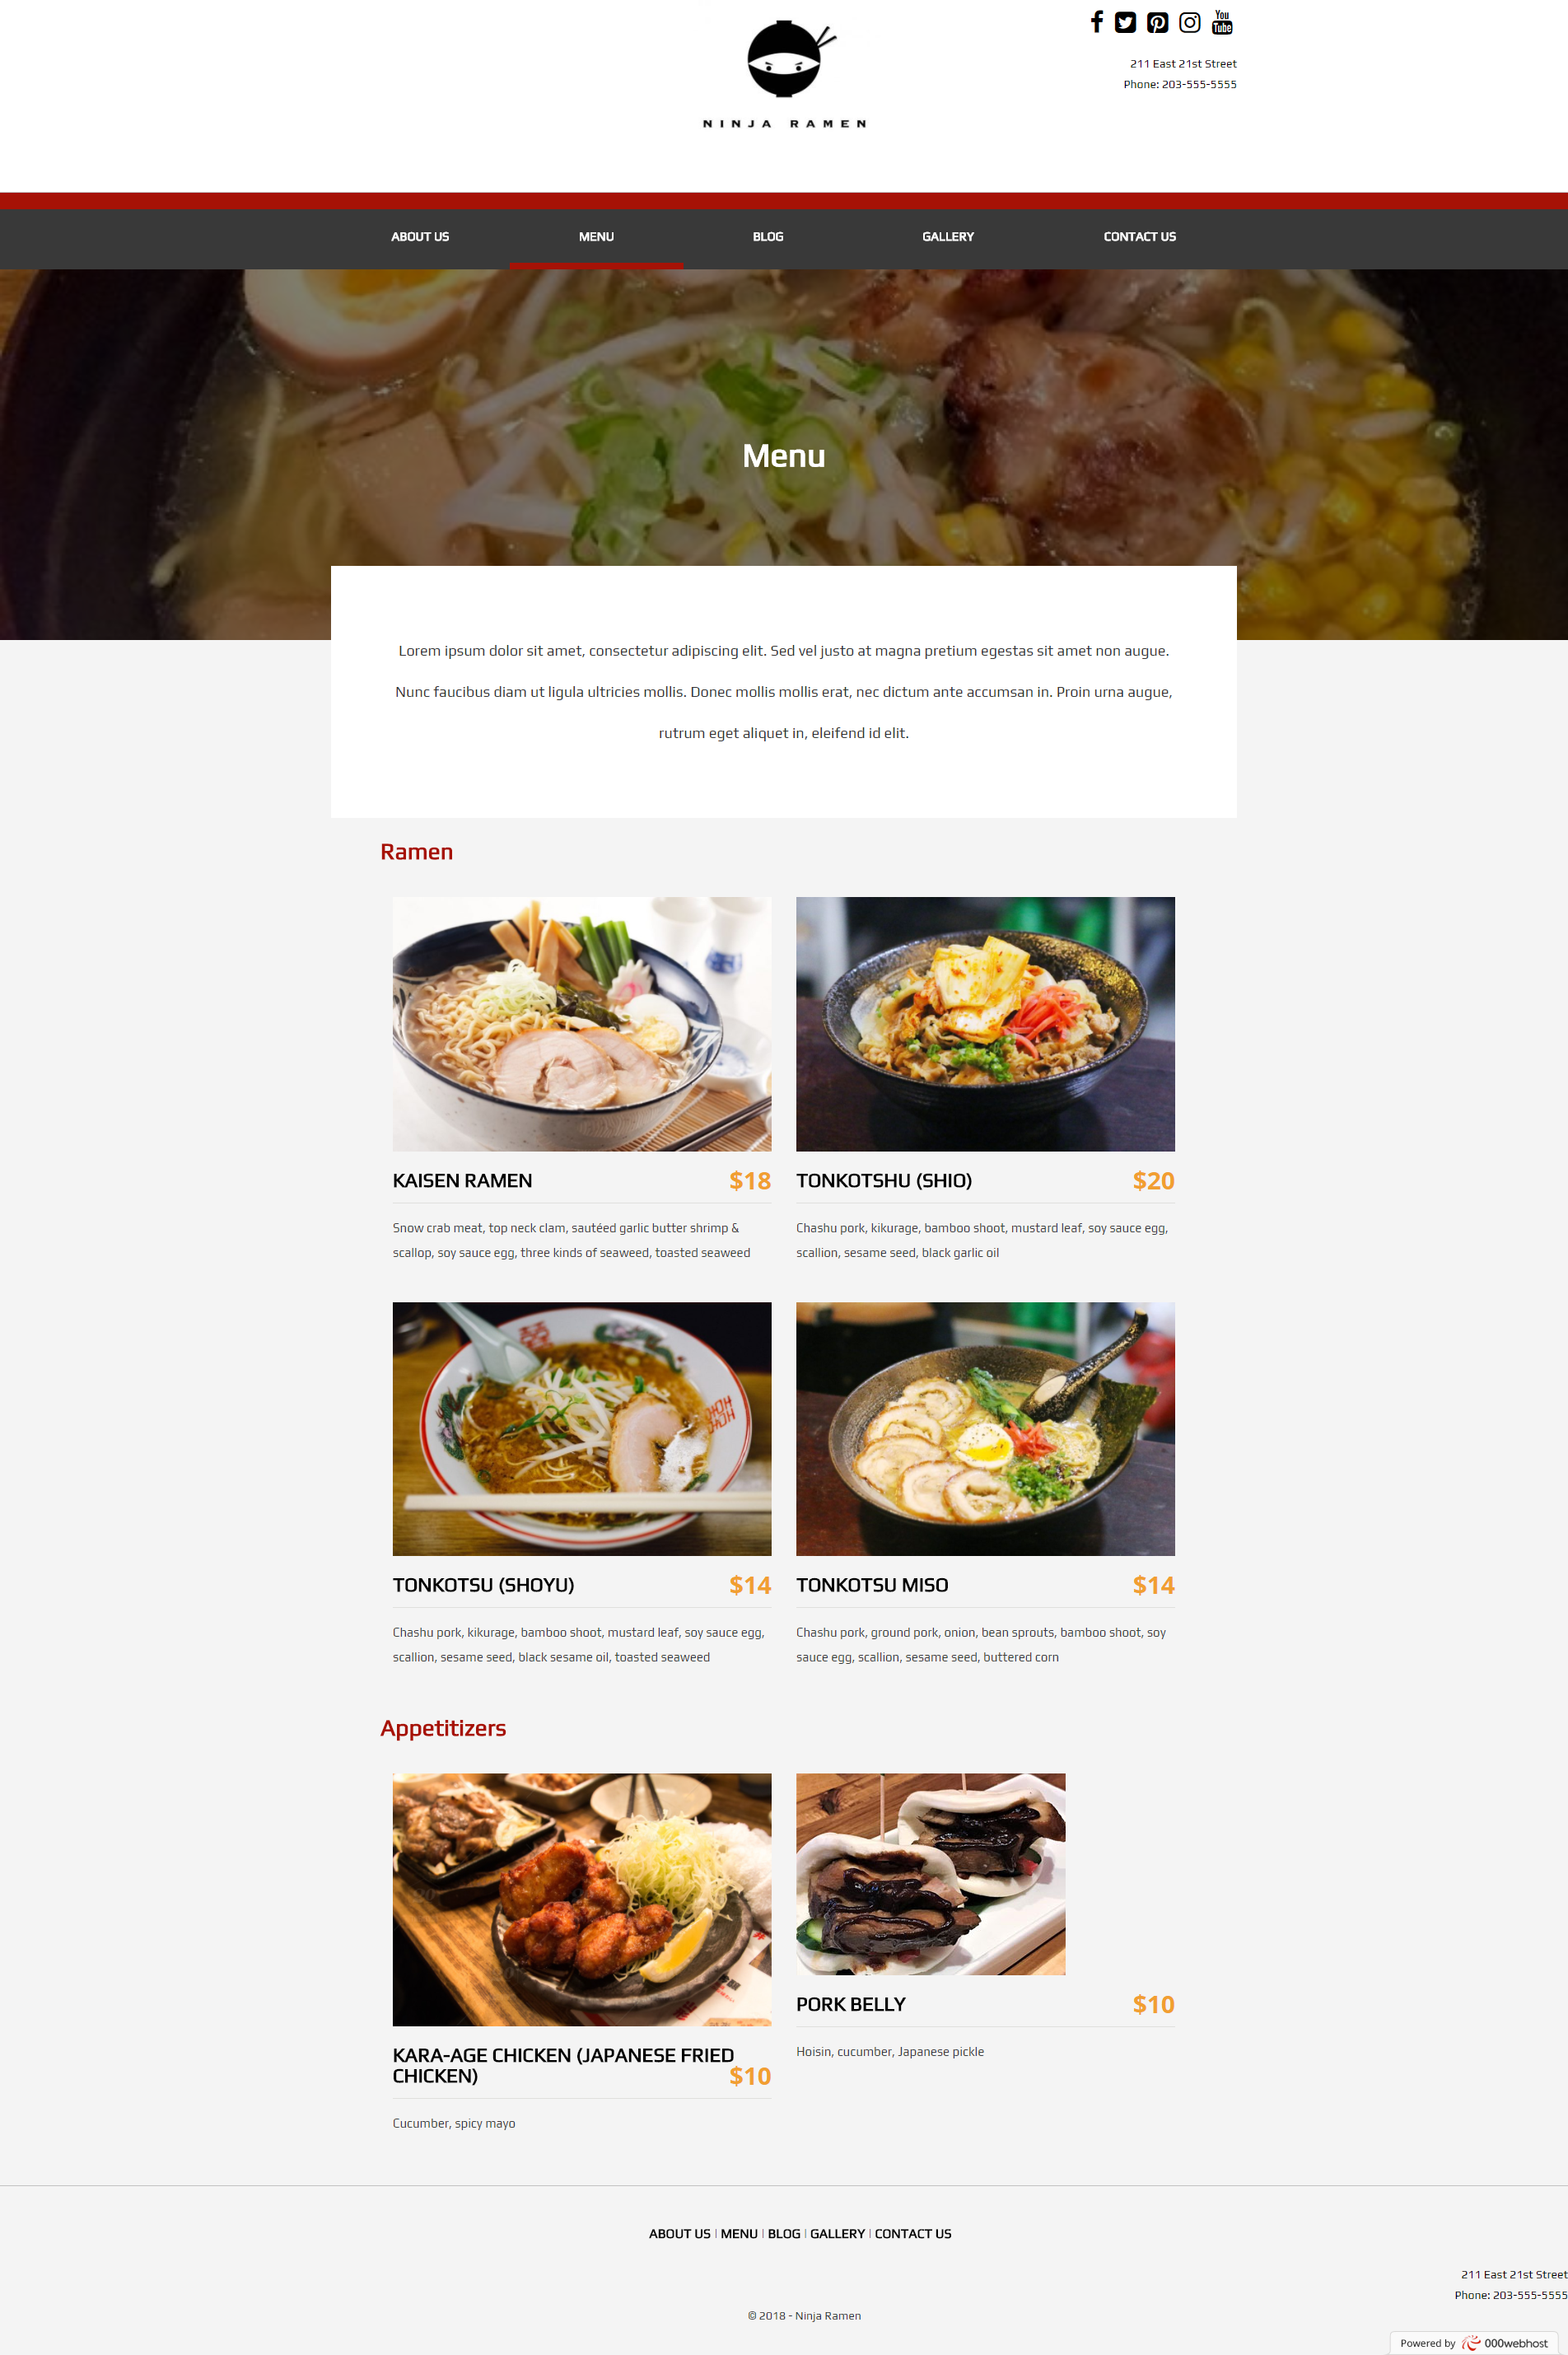 You
Tube
211 East 21st Street
Phone: 203-555-5555
NINJA RAMEN
ABOUT US MENU BLOG GALLERY CONTACT US
Menu
Lorem ipsum dolor sit amet, consectetur adipiscing elit. Sed vel justo at magna pretium egestas sit amet non augue.
Nunc faucibus diam ut ligula ultricies mollis. Donec mollis mollis erat, nec dictum ante accumsan in. Proin urna augue,
rutrum eget aliquet in, eleifend id elit.
Ramen
KAISEN RAMEN $18
Snow crab meat, top neck clam, sautéed garlic butter shrimp &
scallop, soy sauce egg, three kinds of seaweed, toasted seaweed
TONKOTSHU (SHIO) $20
Chashu pork, kikurage, bamboo shoot, mustard leaf, soy sauce egg,
scallion, sesame seed, black garlic oil
TONKOTSU (SHOYU) $14
Chashu pork, kikurage, bamboo shoot, mustard leaf, soy sauce egg,
scallion, sesame seed, black sesame oil, toasted seaweed
TONKOTSU MISO $14
Chashu pork, ground pork, onion, bean sprouts, bamboo shoot, soy
sauce egg, scallion, sesame seed, buttered corn
Appetitizers
KARA-AGE CHICKEN (JAPANESE FRIED
CHICKEN) $10
Cucumber, spicy mayo
PORK BELLY $10
Hoisin, cucumber, Japanese pickle
ABOUT US | MENU | BLOG | GALLERY | CONTACT US
211 East 21st Street
Phone: 203-555-5555
© 2018 - Ninja Ramen
Powered by 000webhost